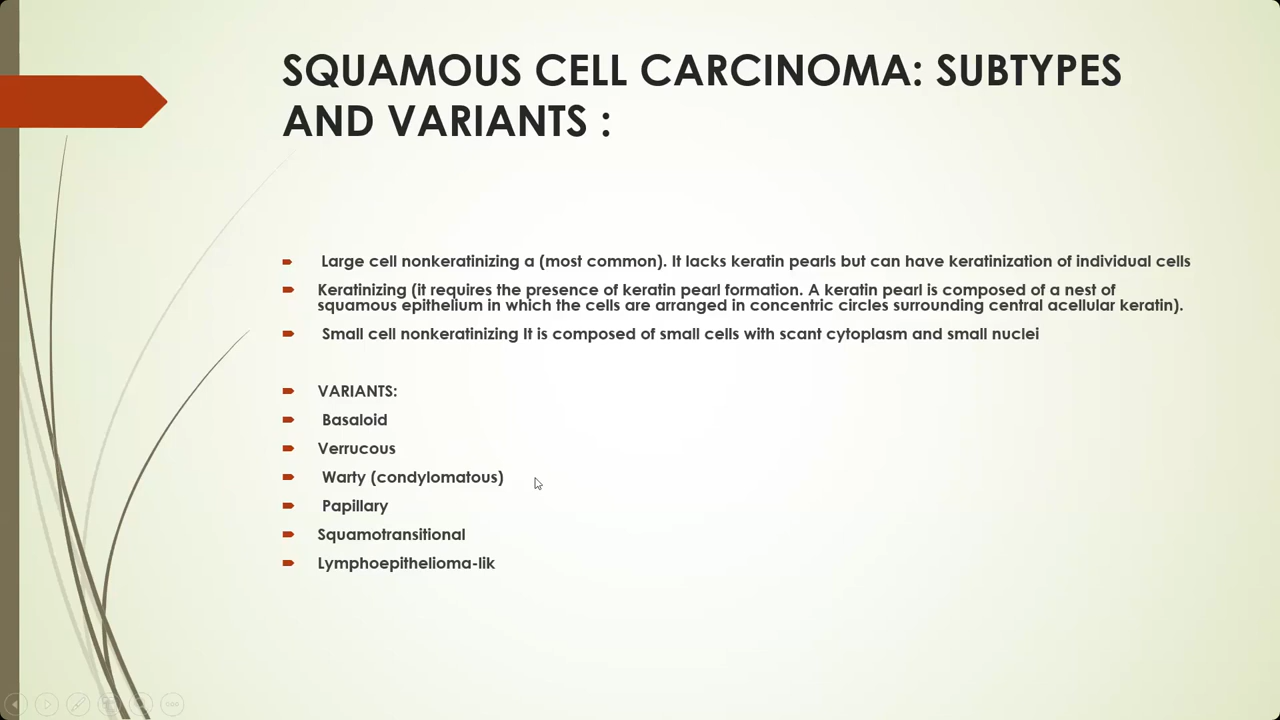 SQUAMOUS CELL CARCINOMA: SUBTYPES
AND VARIANTS :
Large cell nonkeratinizing a (most common). It lacks keratin pearls but can have keratinization of individual cells
Keratinizing (it requires the presence of keratin pearl formation. A keratin pearl is composed of a nest of
squamous epithelium in which the cells are arranged in concentric circles surrounding central acellular keratin).
Small cell nonkeratinizing It is composed of small cells with scant cytoplasm and small nuclei
VARIANTS:
Basaloid
Verrucous
Warty (condylomatous)
Papillary
Squamotransitional
Lymphoepithelioma-lik